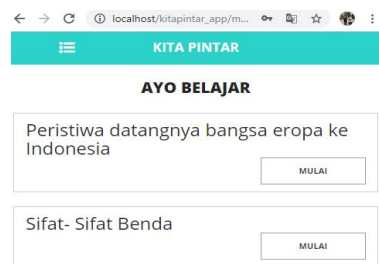 localhost/kitapintar_app/m...
KITA PINTAR
AYO BELAJAR
Peristiwa datangnya bangsa eropa ke
Indonesia
MULAI
Sifat- Sifat Benda
MULAI